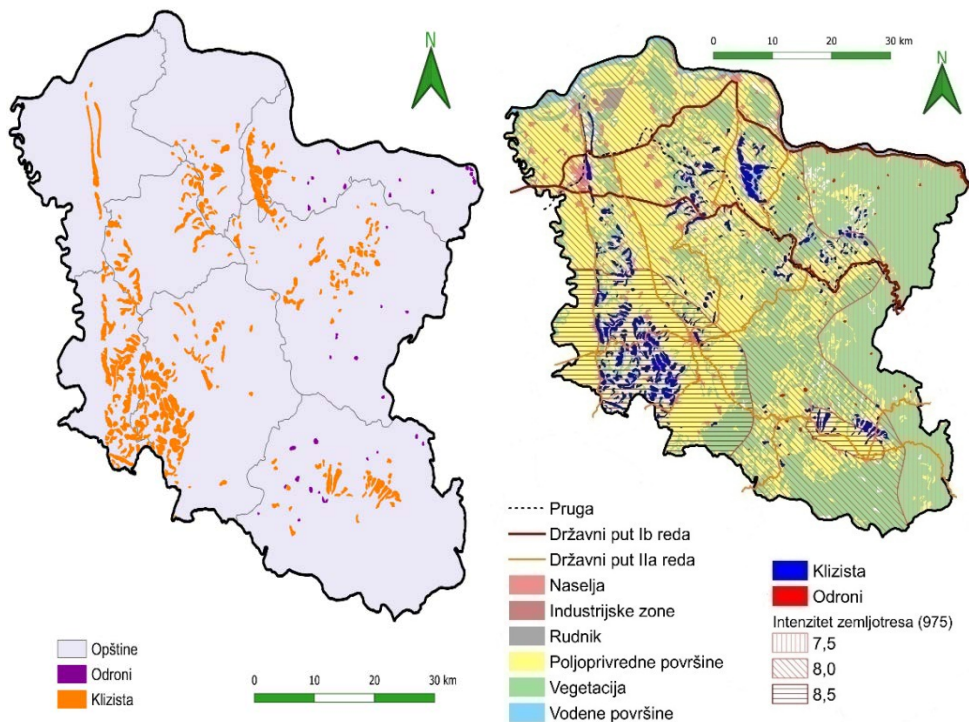 N
Opštine
Odroni
Klizista
0 10 20 30 km
0 10 20 30 km
N
Pruga
Državni put Ib reda
Državni put IIa reda
Naselja
Industrijske zone
Rudnik
Poljoprivredne površine
Vegetacija
Vodene površine
Klizista
Odroni
Intenzitet zemljotresa (975)
7,5
8,0
8,5